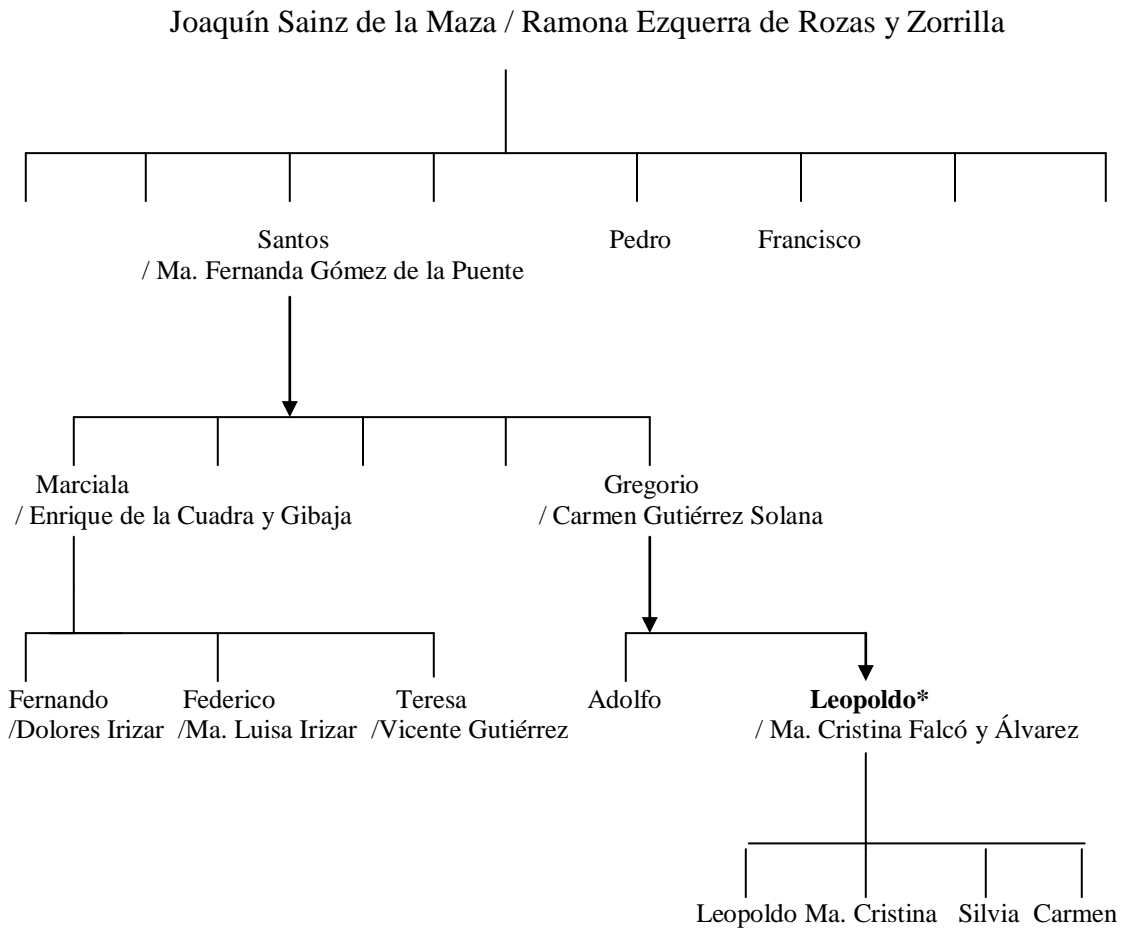 Joaquín Sainz de la Maza / Ramona Ezquerra de Rozas y Zorrilla
Santos Pedro Francisco
/ Ma. Fernanda Gómez de la Puente
Marciala Gregorio
/ Enrique de la Cuadra y Gibaja / Carmen Gutiérrez Solana
Fernando Federico Teresa Adolfo Leopoldo*
/Dolores Irizar /Ma. Luisa Irizar /Vicente Gutiérrez / Ma. Cristina Falcó y Álvarez
Leopoldo Ma. Cristina Silvia Carmen